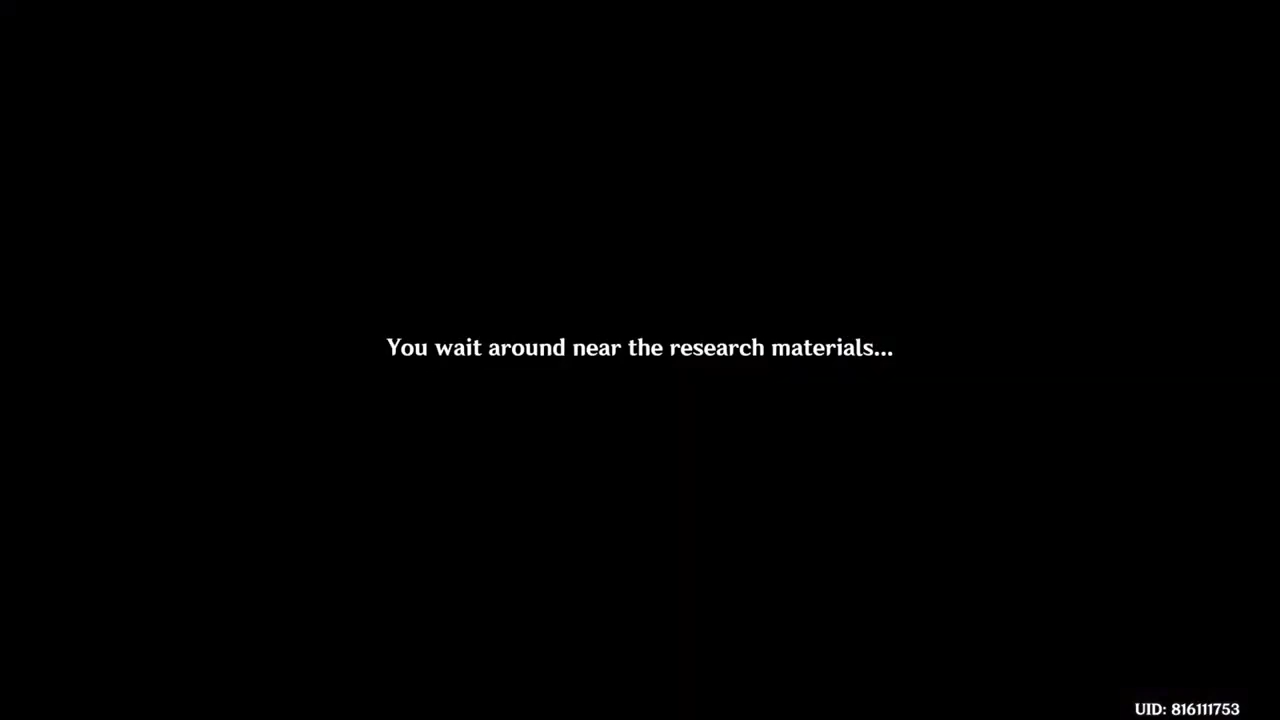 You wait around near the research materials...
UID: 816111753